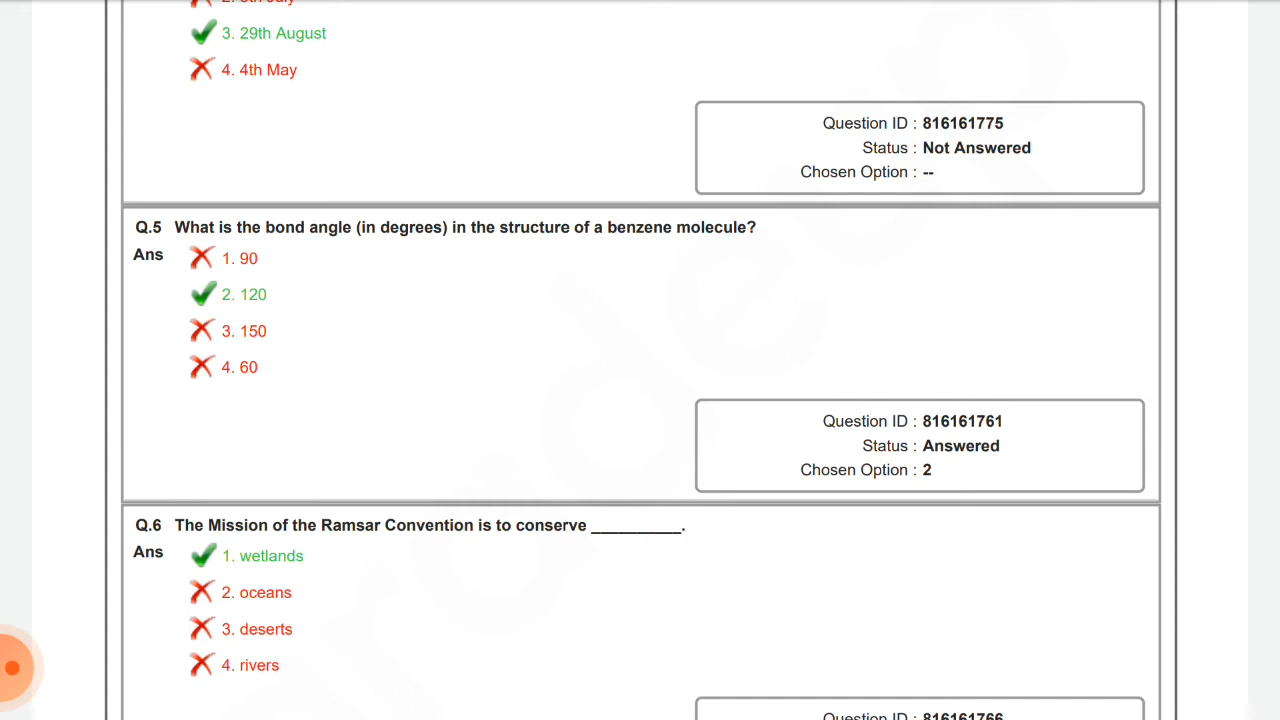 3. 29th August
4. 4th May
Question ID : 816161775
Status : Not Answered
Chosen Option : --
Q.5 What is the bond angle (in degrees) in the structure of a benzene molecule?
Ans 1. 90
2. 120
3. 150
4. 60
Question ID : 816161761
Status : Answered
Chosen Option : 2
Q.6 The Mission of the Ramsar Convention is to conserve __________.
Ans 1. wetlands
2. oceans
3. deserts
4. rivers
Question ID : 816161766